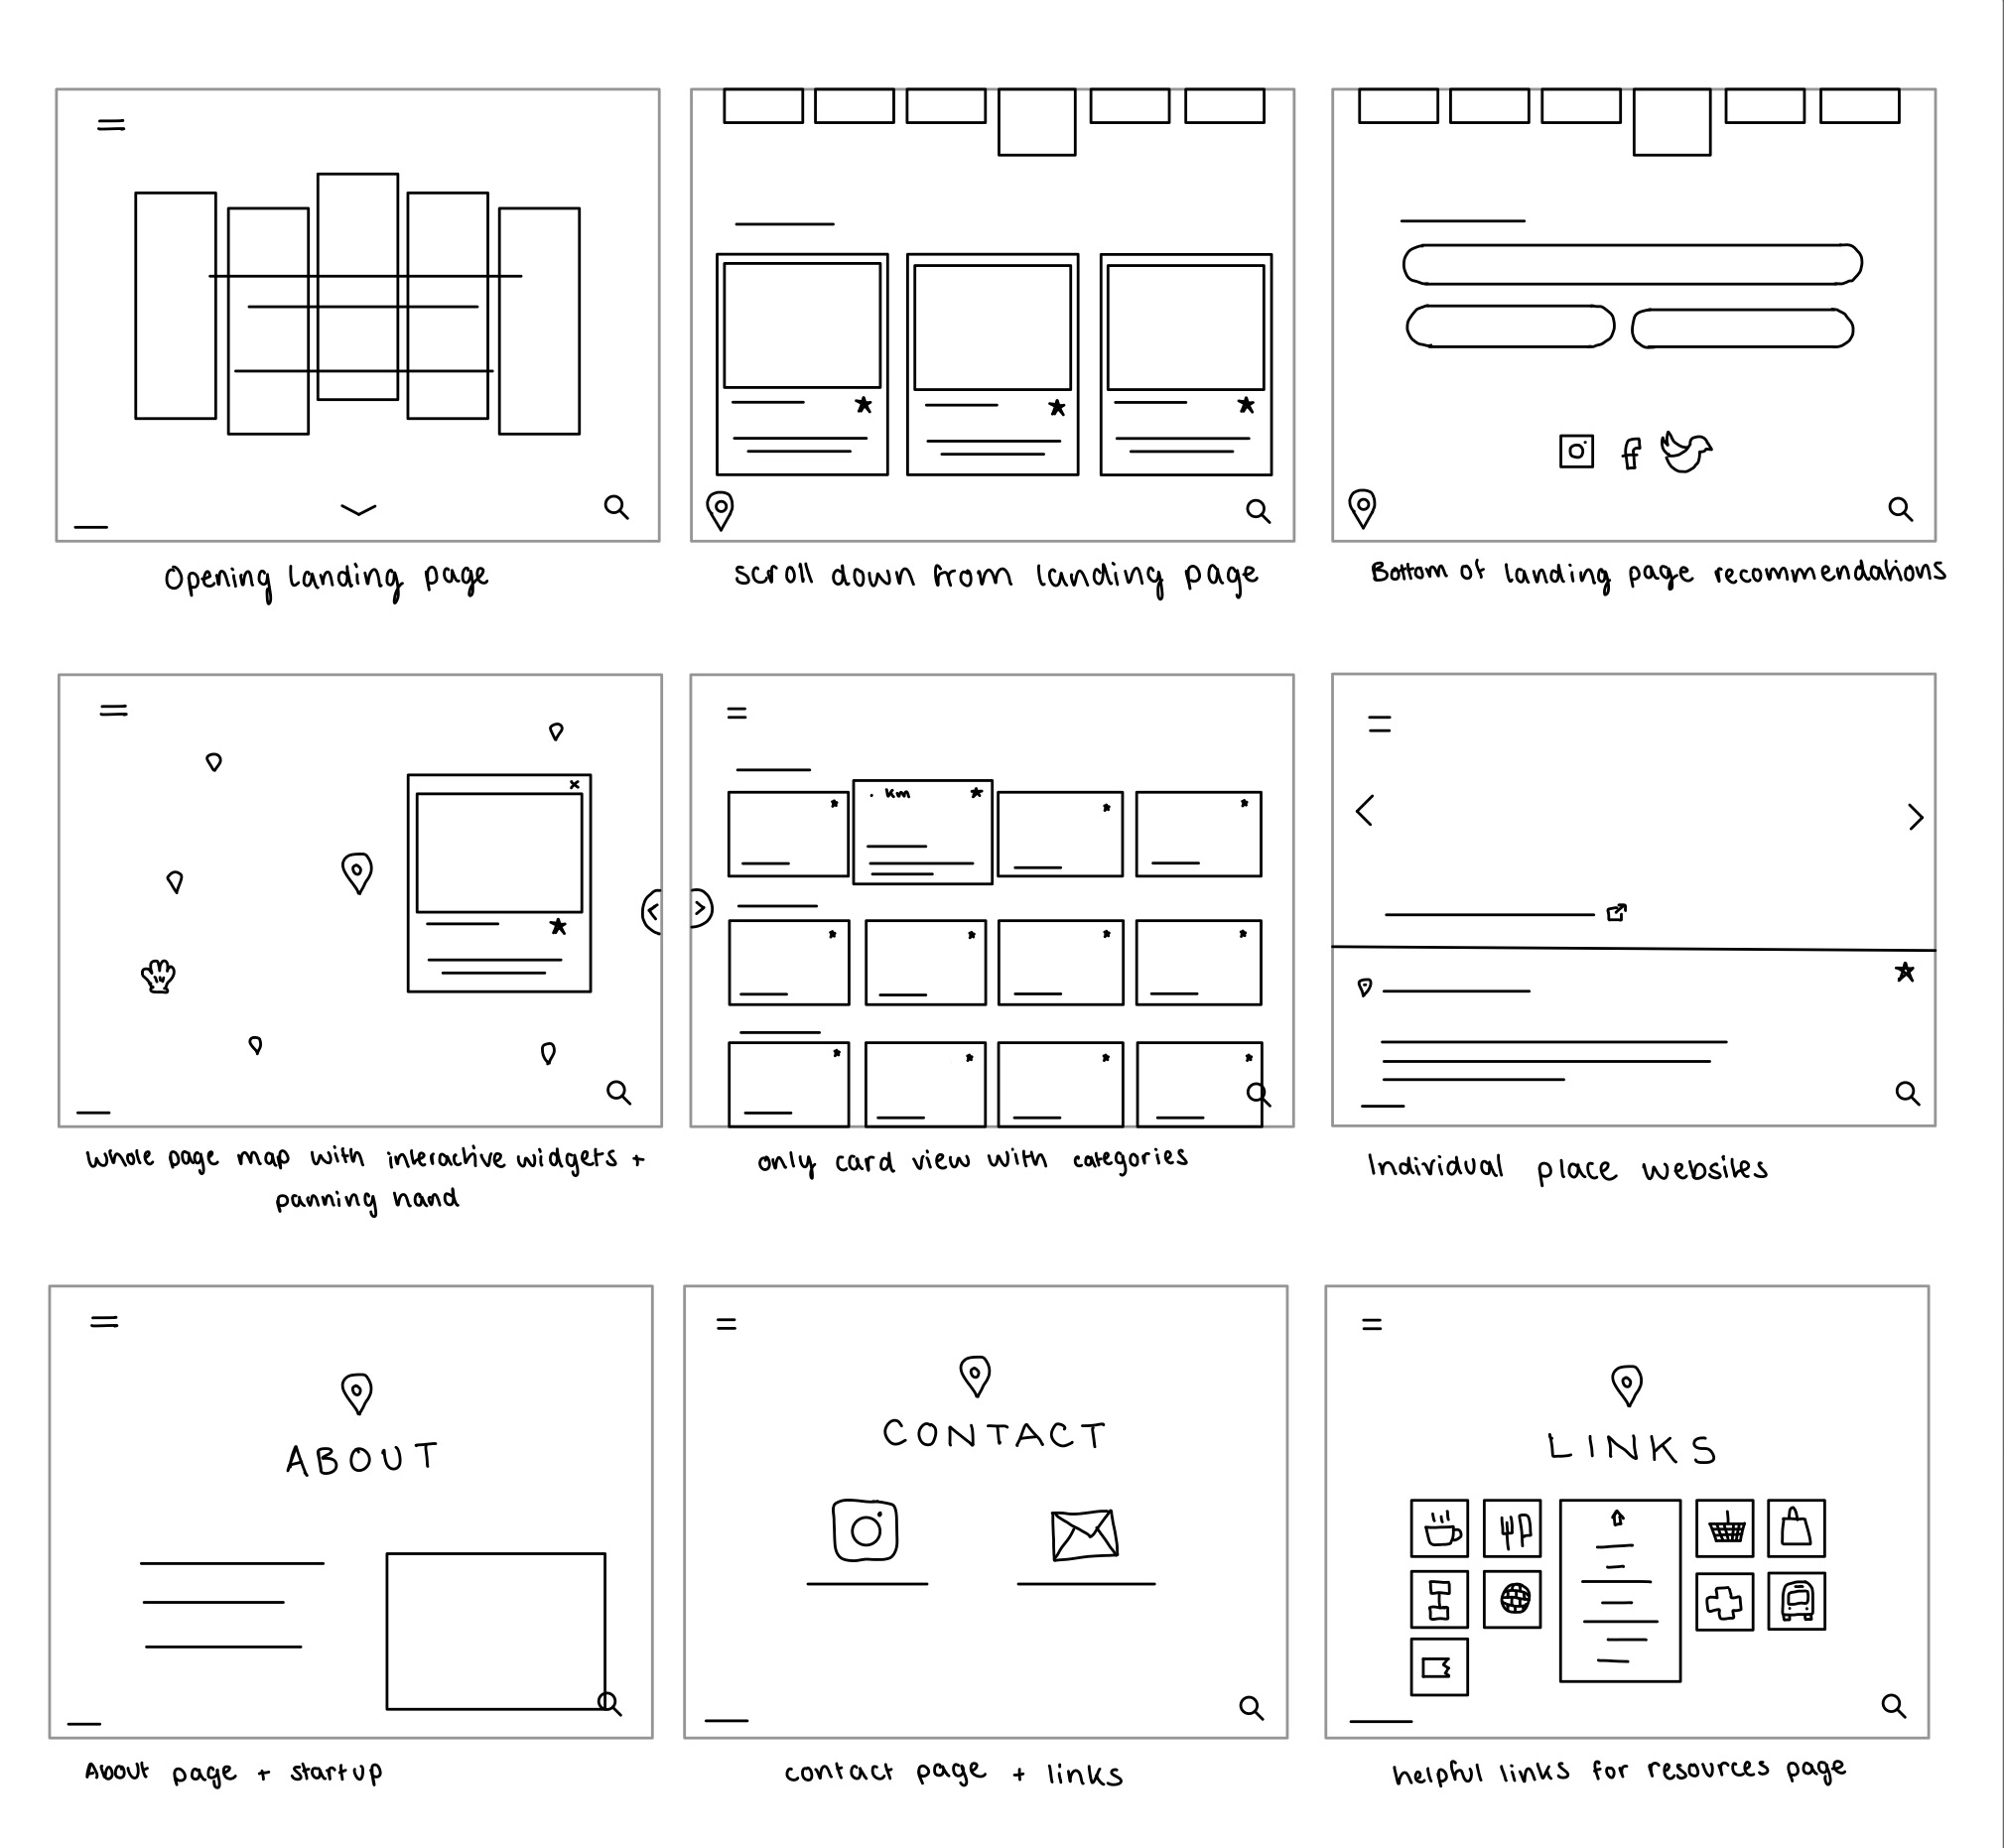 Opening landing page
scroll down from landing page
Bottom of landing page recommendations
km
whole page map with interactive widgets +
panning hand
only card view with categories
Individual place websites
ABOUT
CONTACT
LINKS
About page + startup
contact page + links
helpful links for resources page